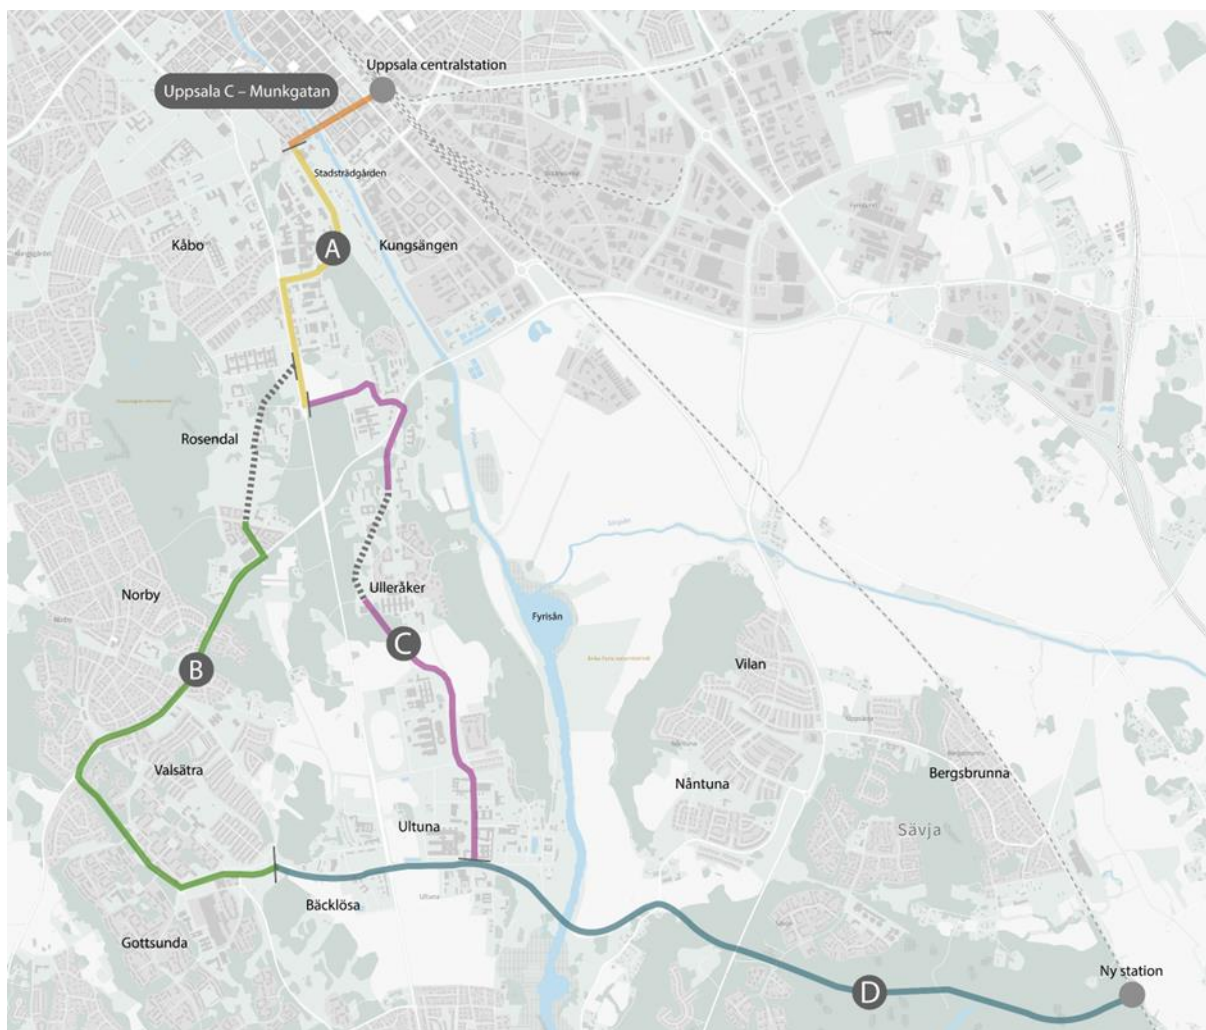 Uppsala centralstation
Uppsala C – Munkgatan
Stadsträdgården
Kåbo
A
Kungsängen
Rosendal
Ulleråker
Norby
Fyrisån
C
B
Vilan
Valsätra
Bergsbrunna
Nåntuna
Ultuna
Sävja
Bäcklösa
Ultuna
Gottsunda
Ny station
D